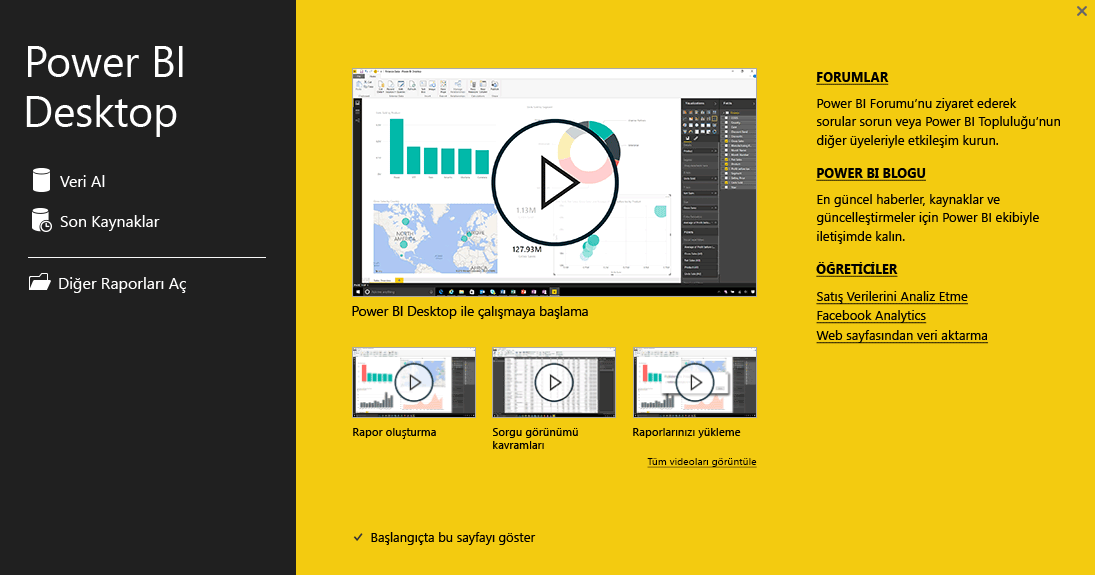 Power BI
Desktop
Veri Al
Son Kaynaklar
Diğer Raporları Aç
NORTH
AMERICA
AFRICA
1.13M
127.93M
Power BI Desktop ile çalışmaya başlama
Rapor oluşturma
Sorgu görünümü
kavramları
Raporlarınızı yükleme
Tüm videoları görüntüle
Başlangıçta bu sayfayı göster
FORUMLAR
Power BI Forumu’nu ziyaret ederek
sorular sorun veya Power BI Topluluğu’nun
diğer üyeleriyle etkileşim kurun.
POWER BI BLOGU
En güncel haberler, kaynaklar ve
güncelleştirmeler için Power BI ekibiyle
iletişimde kalın.
ÖĞRETİCİLER
Satış Verilerini Analiz Etme
Facebook Analytics
Web sayfasından veri aktarma